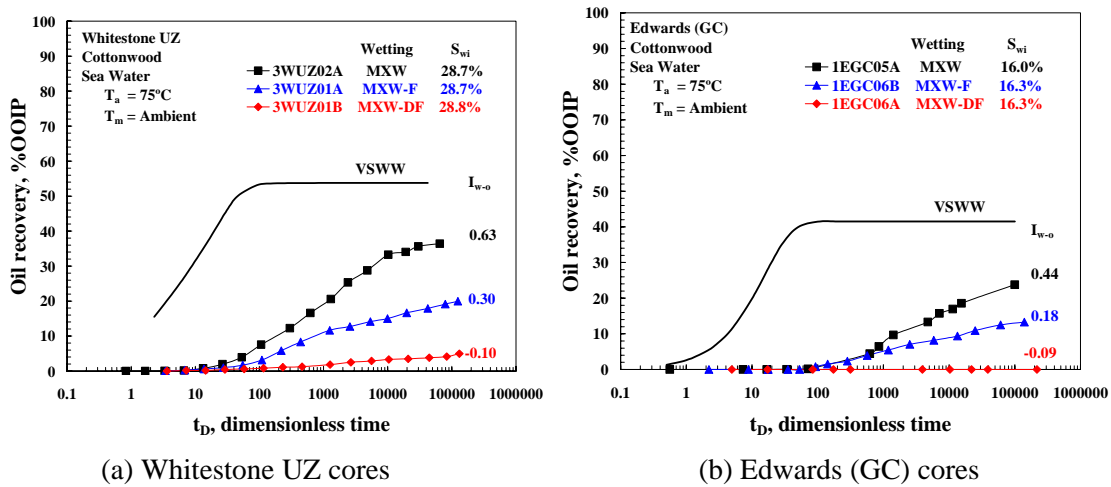 Whitestone UZ
Cottonwood
Sea Water
Tₐ = 75ºC
Tₘ = Ambient
Wetting S_wi
3WUZ02A MXW 28.7%
3WUZ01A MXW-F 28.7%
3WUZ01B MXW-DF 28.8%
VSWW
I_w-o
0.63
0.30
-0.10
100
90
80
70
60
50
40
30
20
10
0
0.1 1 10 100 1000 10000 100000 1000000
Oil recovery, %OOIP
t_D, dimensionless time
(a) Whitestone UZ cores
Edwards (GC)
Cottonwood
Sea Water
Tₐ = 75ºC
Tₘ = Ambient
Wetting S_wi
1EGC05A MXW 16.0%
1EGC06B MXW-F 16.3%
1EGC06A MXW-DF 16.3%
VSWW
I_w-o
0.44
0.18
-0.09
100
90
80
70
60
50
40
30
20
10
0
0.1 1 10 100 1000 10000 100000 1000000
Oil recovery, %OOIP
t_D, dimensionless time
(b) Edwards (GC) cores